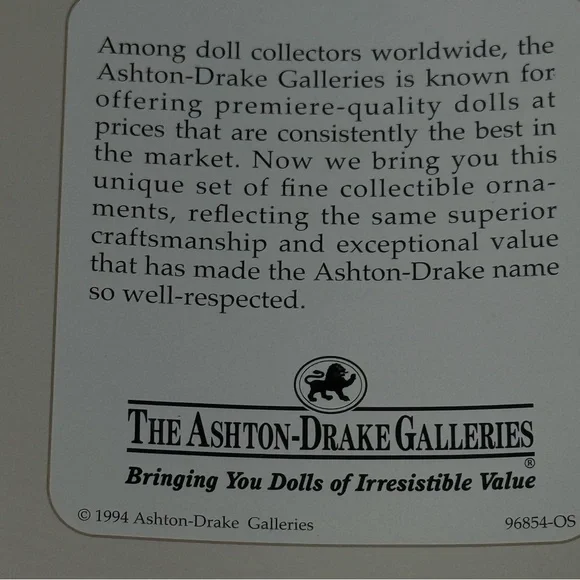 Among doll collectors worldwide, the
Ashton-Drake Galleries is known for
offering premiere-quality dolls at
prices that are consistently the best in
the market. Now we bring you this
unique set of fine collectible orna-
ments, reflecting the same superior
craftsmanship and exceptional value
that has made the Ashton-Drake name
so well-respected.
THE ASHTON-DRAKE GALLERIES
®
Bringing You Dolls of Irresistible Value
© 1994 Ashton-Drake Galleries 96854-OS